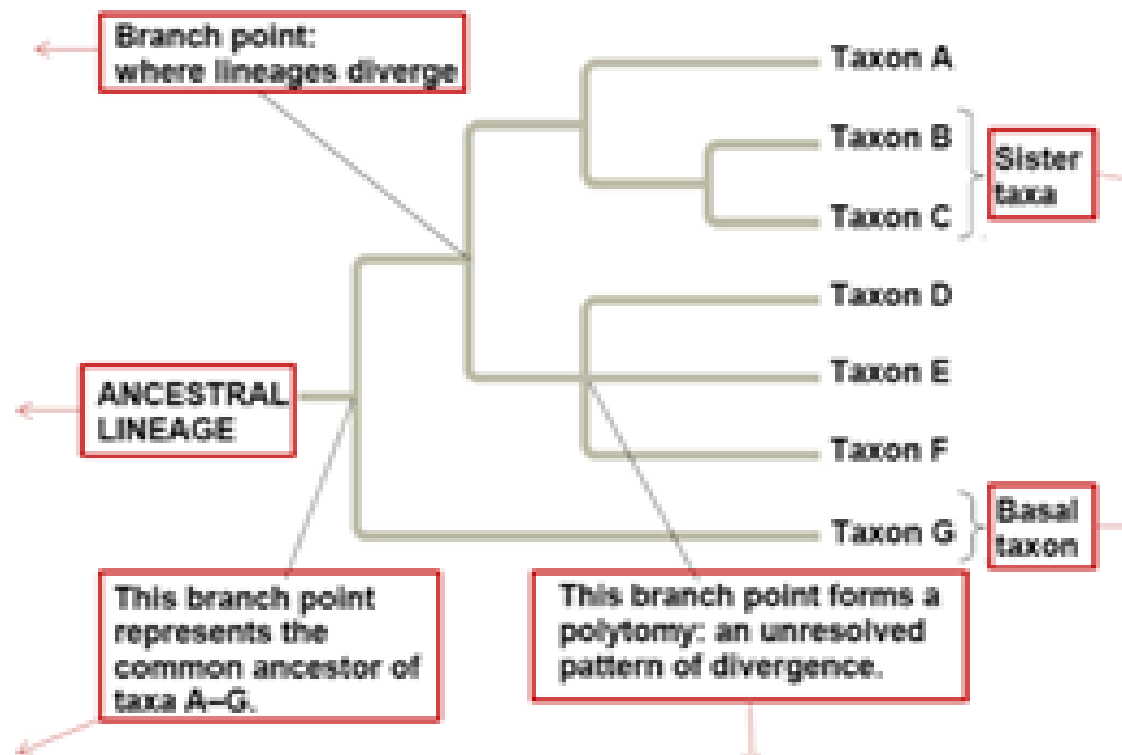 Branch point:
where lineages diverge
Taxon A
Taxon B
Sister
taxa
Taxon C
Taxon D
Taxon E
ANCESTRAL
LINEAGE
Taxon F
Taxon G
Basal
taxon
This branch point
represents the
common ancestor of
taxa A–G.
This branch point forms a
polytomy: an unresolved
pattern of divergence.